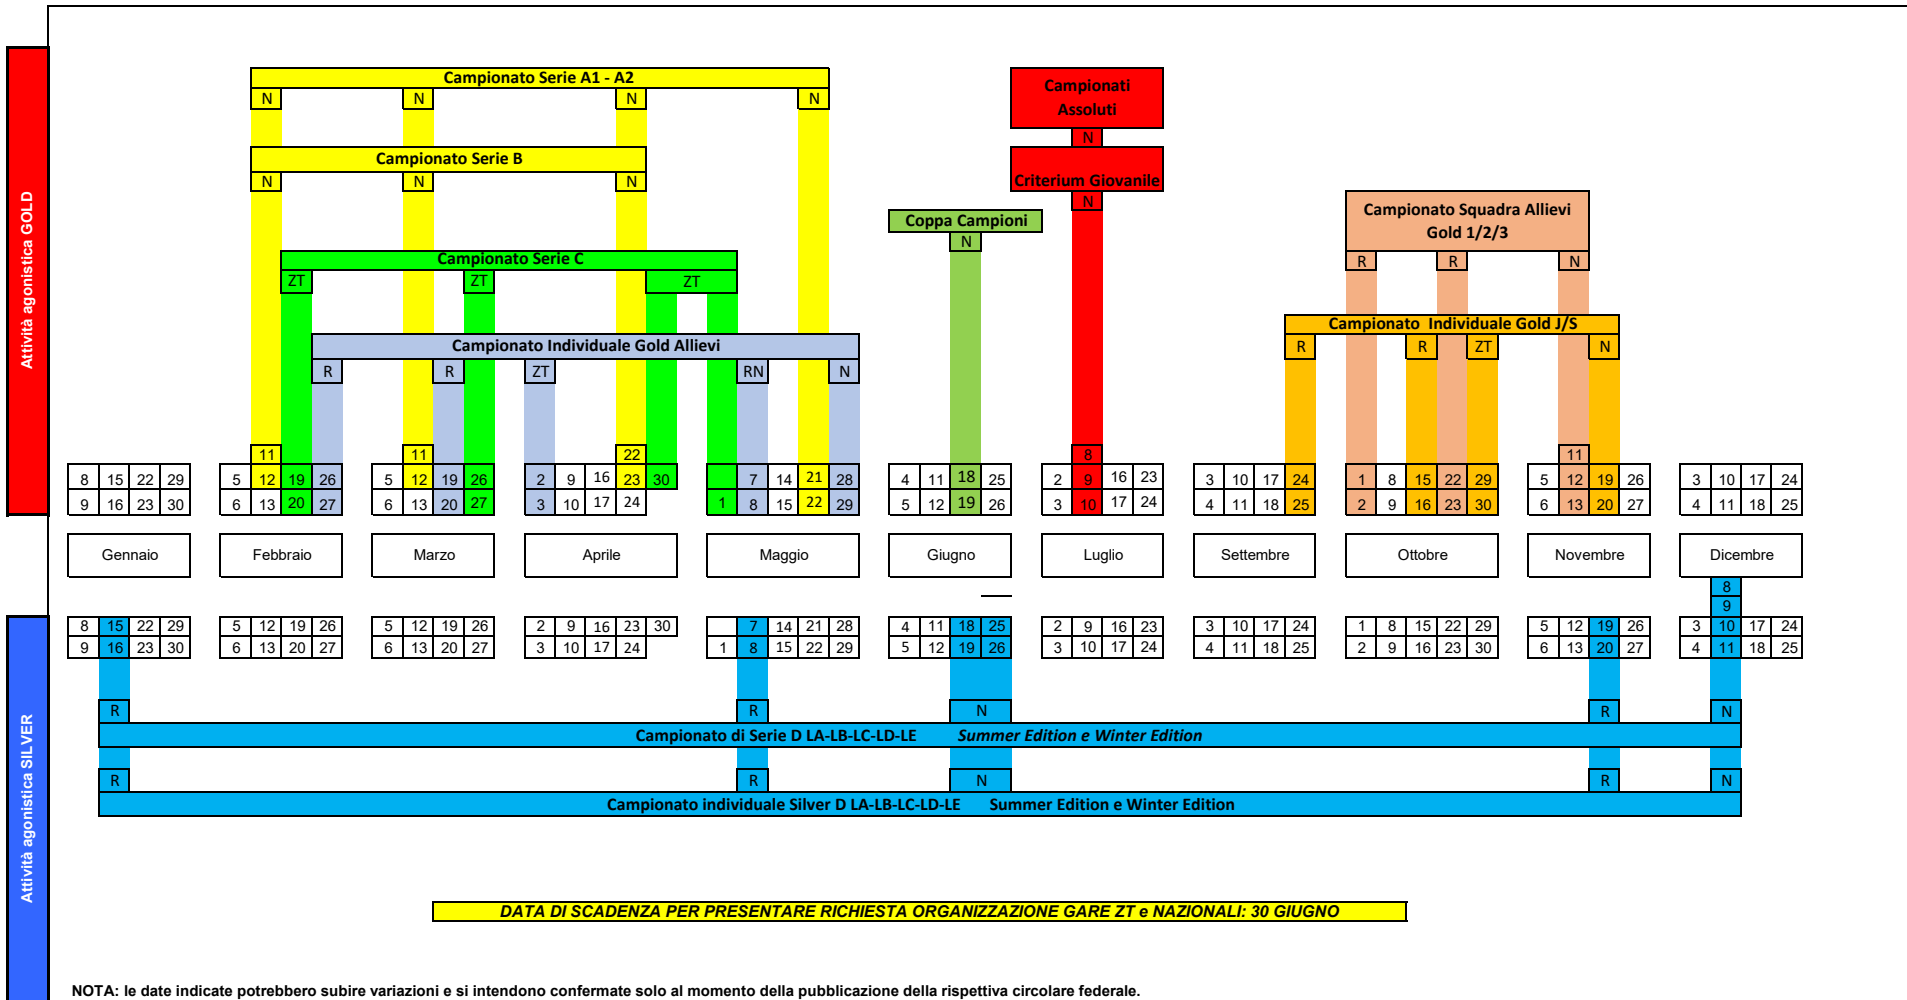 Attività agonistica GOLD
Campionato Serie A1 - A2
N N N N
Campionati
Assoluti
N
Campionato Serie B
N N N
Criterium Giovanile
N
Campionato Squadra Allievi
Gold 1/2/3
R R N
Coppa Campioni
N
Campionato Serie C
ZT ZT ZT
Campionato Individuale Gold J/S
R R ZT N
Campionato Individuale Gold Allievi
R R ZT RN N
11 11 22 8 11
8 15 22 29 5 12 19 26 5 12 19 26 2 9 16 23 30 7 14 21 28 4 11 18 25 2 9 16 23 3 10 17 24 1 8 15 22 29 5 12 19 26 3 10 17 24
9 16 23 30 6 13 20 27 6 13 20 27 3 10 17 24 1 8 15 22 29 5 12 19 26 3 10 17 24 4 11 18 25 2 9 16 23 30 6 13 20 27 4 11 18 25
Gennaio Febbraio Marzo Aprile Maggio Giugno Luglio Settembre Ottobre Novembre Dicembre
Attività agonistica SILVER
8
9
8 15 22 29 5 12 19 26 5 12 19 26 2 9 16 23 30 7 14 21 28 4 11 18 25 2 9 16 23 3 10 17 24 1 8 15 22 29 5 12 19 26 3 10 17 24
9 16 23 30 6 13 20 27 6 13 20 27 3 10 17 24 1 8 15 22 29 5 12 19 26 3 10 17 24 4 11 18 25 2 9 16 23 30 6 13 20 27 4 11 18 25
R R N R N
Campionato di Serie D LA-LB-LC-LD-LE Summer Edition e Winter Edition
R R N R N
Campionato individuale Silver D LA-LB-LC-LD-LE Summer Edition e Winter Edition
DATA DI SCADENZA PER PRESENTARE RICHIESTA ORGANIZZAZIONE GARE ZT e NAZIONALI: 30 GIUGNO
NOTA: le date indicate potrebbero subire variazioni e si intendono confermate solo al momento della pubblicazione della rispettiva circolare federale.